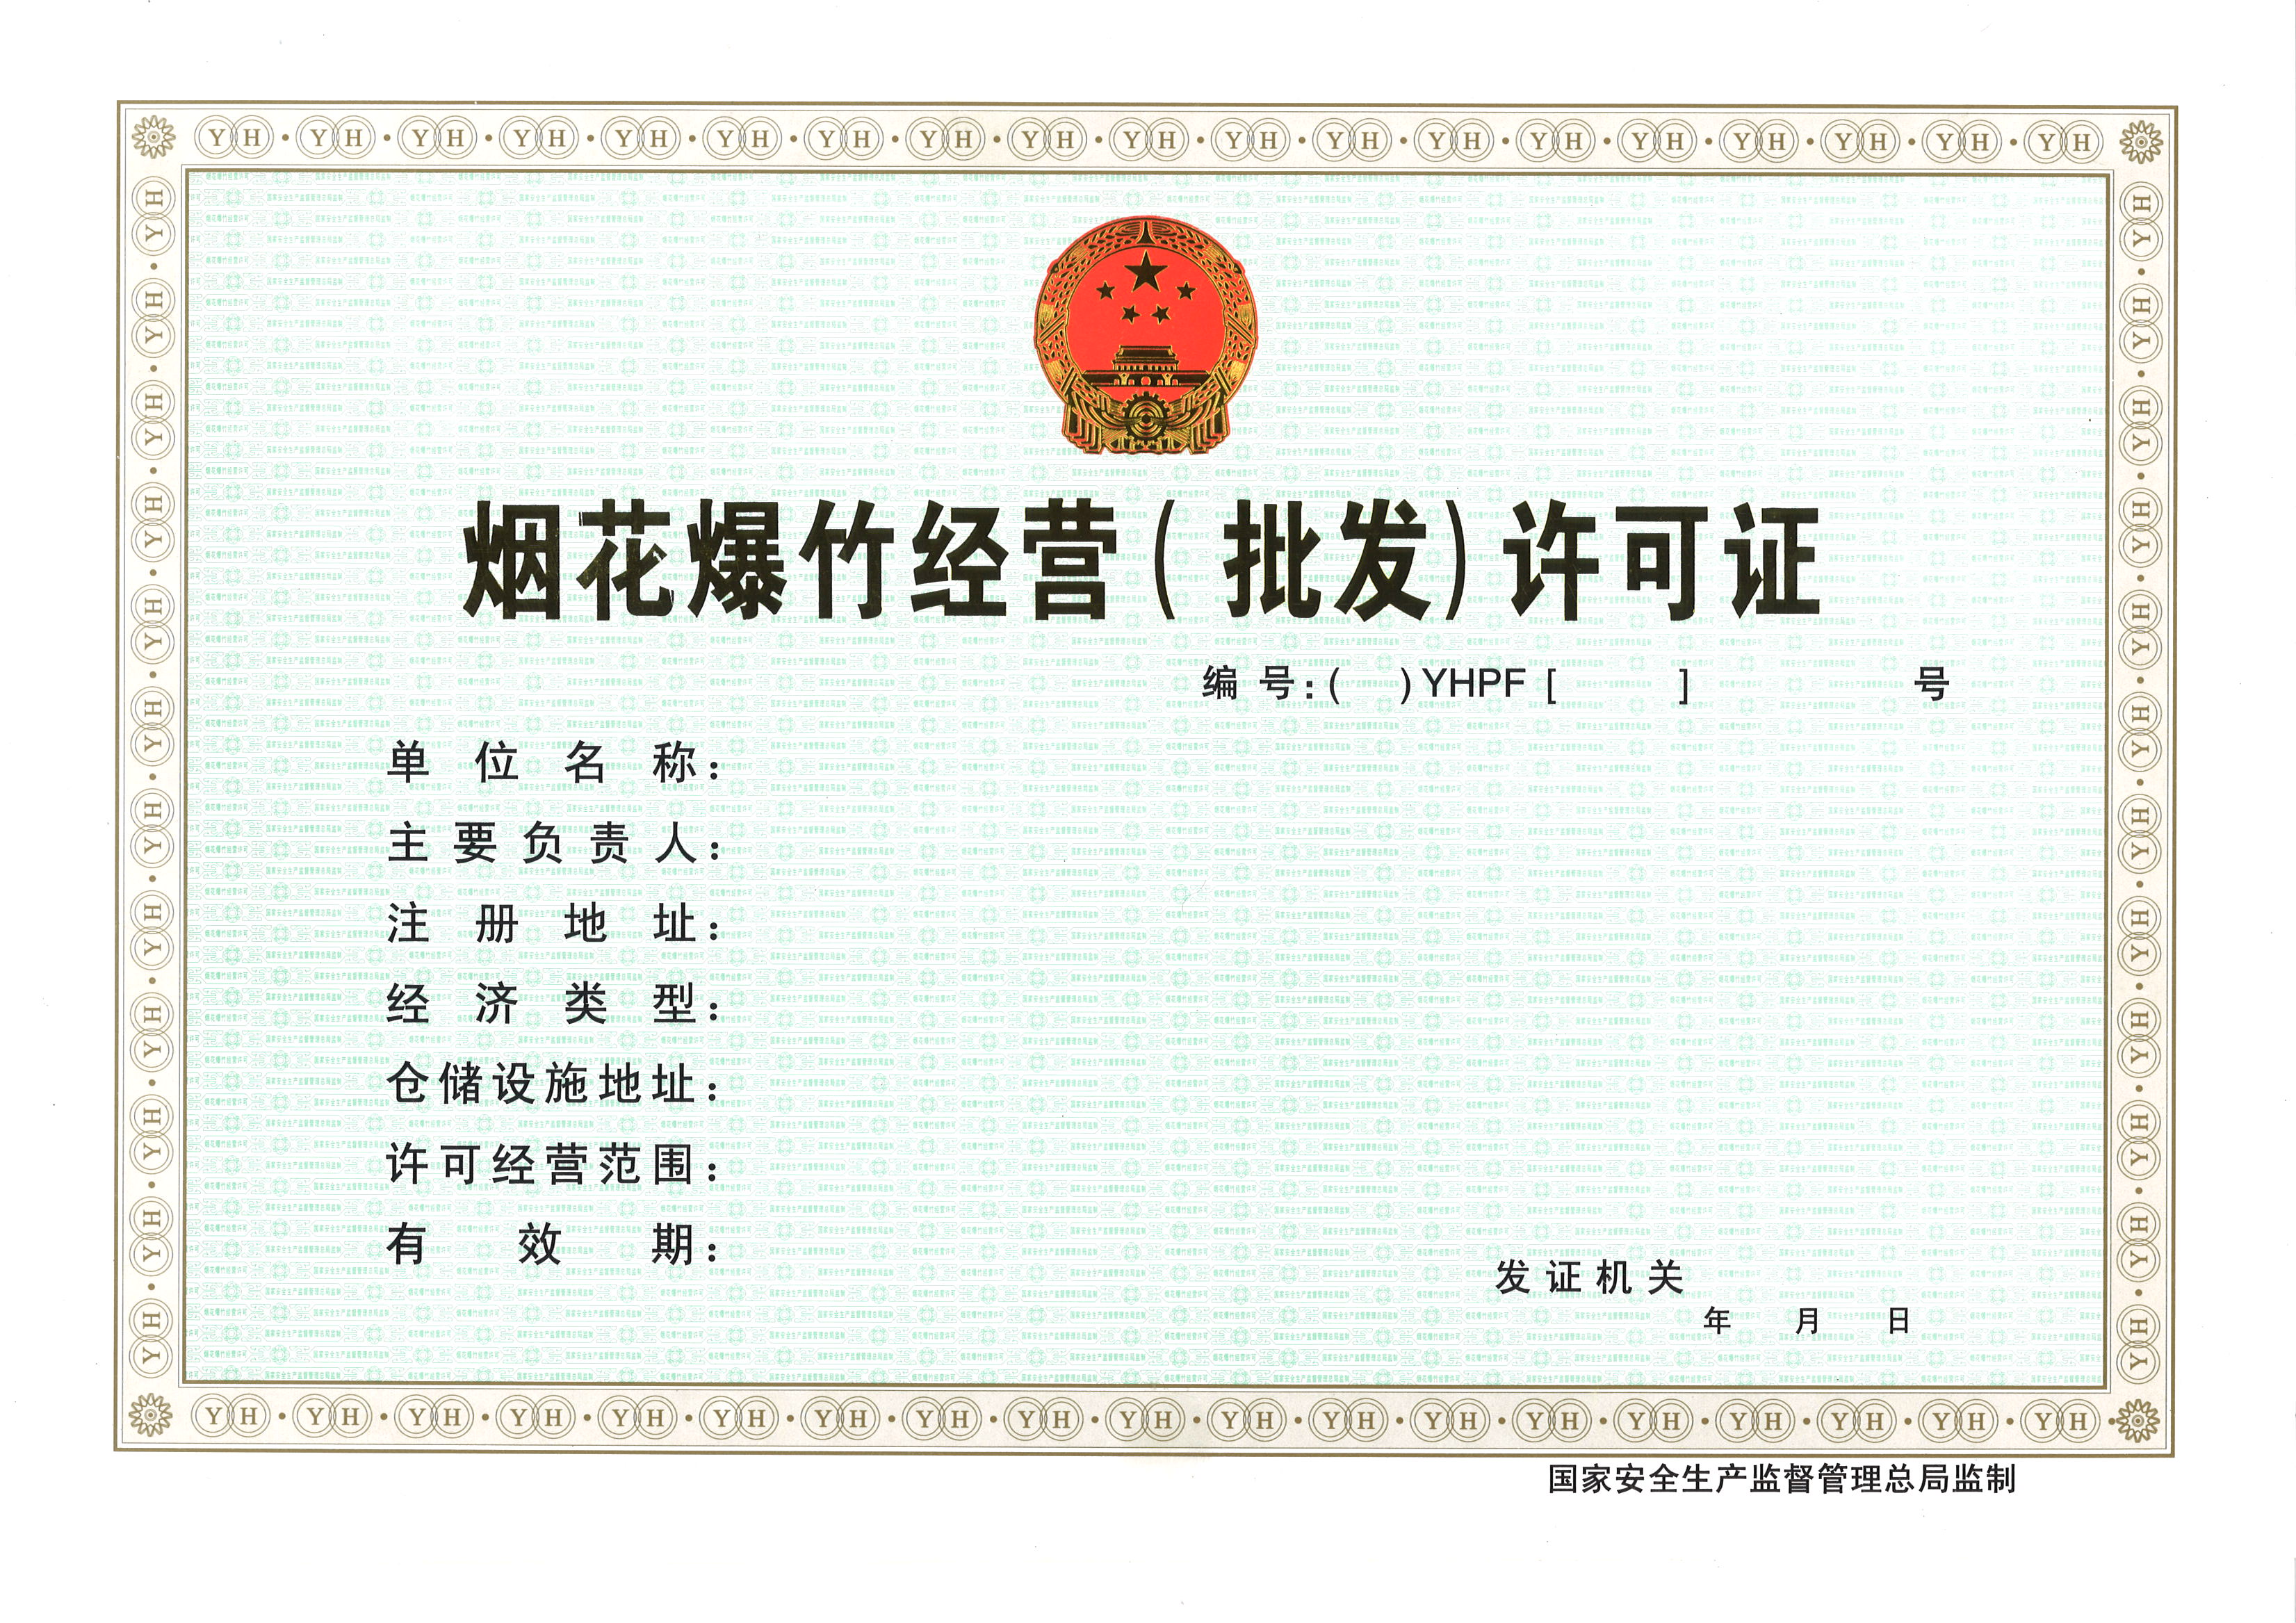 烟花爆竹经营(批发)许可证
编号:( )YHPF [ ] 号
单位名称:
主要负责人:
注册地址:
经济类型:
仓储设施地址:
许可经营范围:
有效期:
发证机关
年 月 日
国家安全生产监督管理总局监制